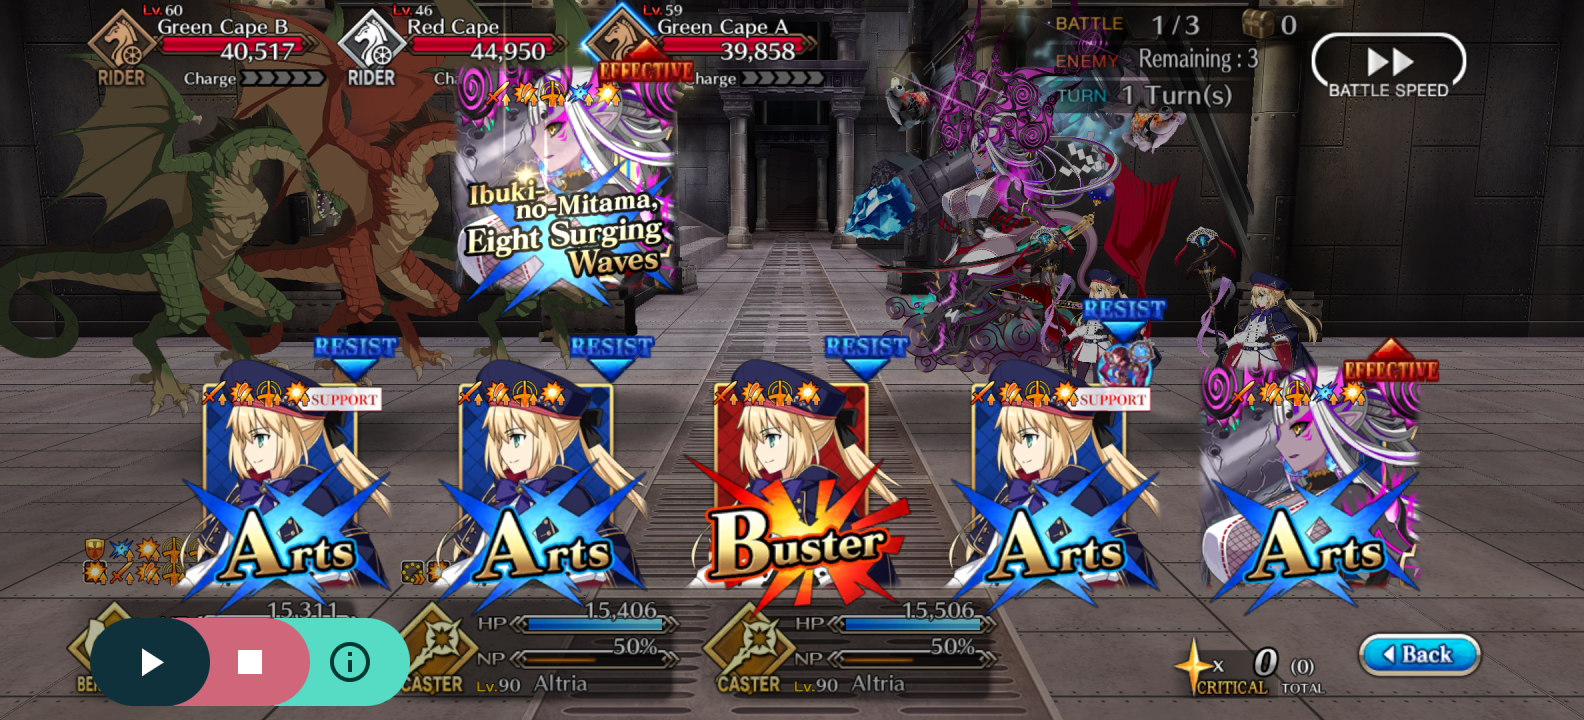 Lv.60
Green Cape B
40,517
RIDER
Charge
Lv.46
Red Cape
44,950
RIDER
Lv.59
Green Cape A
39,858
EFFECTIVE
BATTLE 1/3
0
ENEMY Remaining : 3
TURN 1 Turn(s)
BATTLE SPEED
Ibuki-
no-Mitama,
Eight Surging
Waves
RESIST
RESIST
RESIST
RESIST
EFFECTIVE
SUPPORT
SUPPORT
Arts
Arts
Buster
Arts
Arts
15,311
HP 15,406
NP 50%
CASTER Lv.90 Altria
HP 15,506
NP 50%
CASTER Lv.90 Altria
x 0 (0)
CRITICAL TOTAL
Back